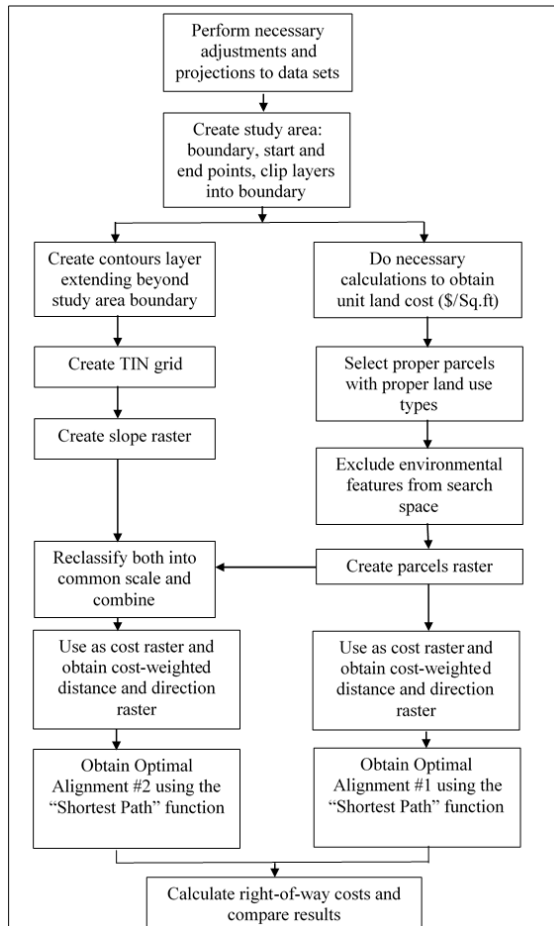 Perform necessary
adjustments and
projections to data sets
Create study area:
boundary, start and
end points, clip layers
into boundary
Create contours layer
extending beyond
study area boundary
Do necessary
calculations to obtain
unit land cost ($/Sq.ft)
Create TIN grid
Select proper parcels
with proper land use
types
Create slope raster
Exclude environmental
features from search
space
Reclassify both into
common scale and
combine
Create parcels raster
Use as cost raster and
obtain cost-weighted
distance and direction
raster
Use as cost raster and
obtain cost-weighted
distance and direction
raster
Obtain Optimal
Alignment #2 using the
“Shortest Path” function
Obtain Optimal
Alignment #1 using the
“Shortest Path” function
Calculate right-of-way costs and
compare results